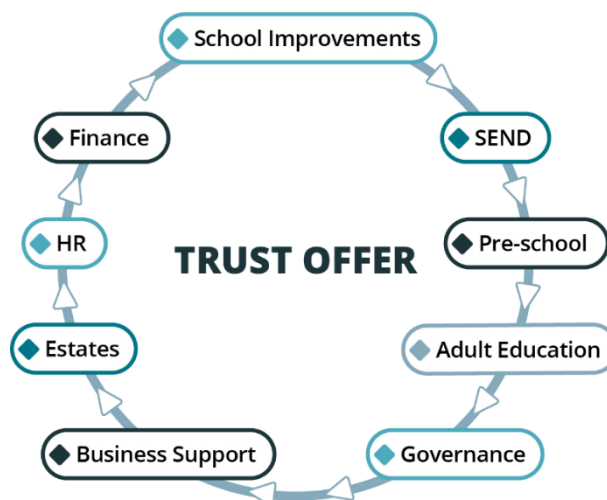 School Improvements
Finance
SEND
HR
Pre-school
TRUST OFFER
Estates
Adult Education
Business Support
Governance